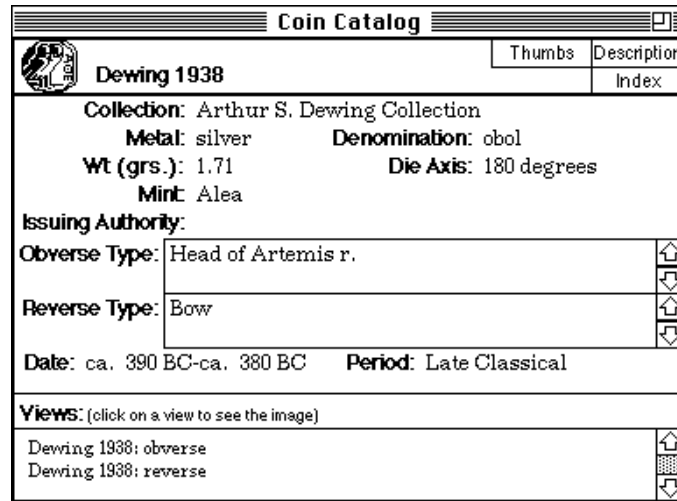 Coin Catalog
Thumbs Description
Dewing 1938
Index
Collection: Arthur S. Dewing Collection
Metal: silver Denomination: obol
Wt (grs.): 1.71 Die Axis: 180 degrees
Mint: Alea
Issuing Authority:
Obverse Type: Head of Artemis r.
Reverse Type: Bow
Date: ca. 390 BC-ca. 380 BC Period: Late Classical
Views: (click on a view to see the image)
Dewing 1938: obverse
Dewing 1938: reverse